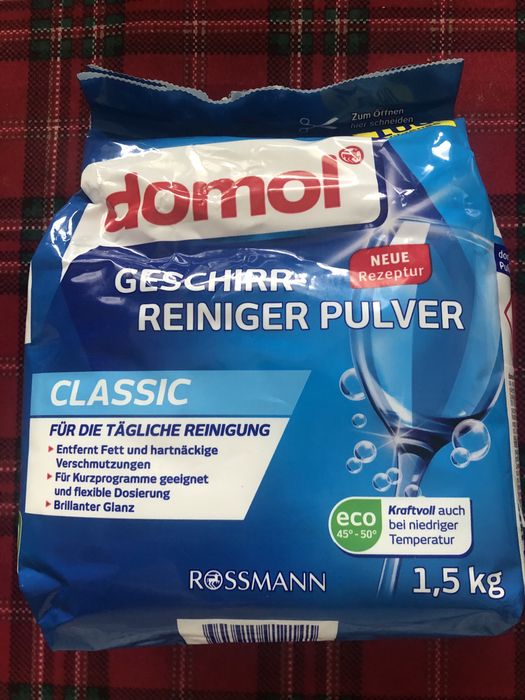 Zum Öffnen
hier schneiden
domol
NEUE
Rezeptur
GESCHIRR-
REINIGER PULVER
CLASSIC
FÜR DIE TÄGLICHE REINIGUNG
Entfernt Fett und hartnäckige
Verschmutzungen
Für Kurzprogramme geeignet
und flexible Dosierung
Brillanter Glanz
eco
45° - 50°
Kraftvoll auch
bei niedriger
Temperatur
ROSSMANN
1,5 kg